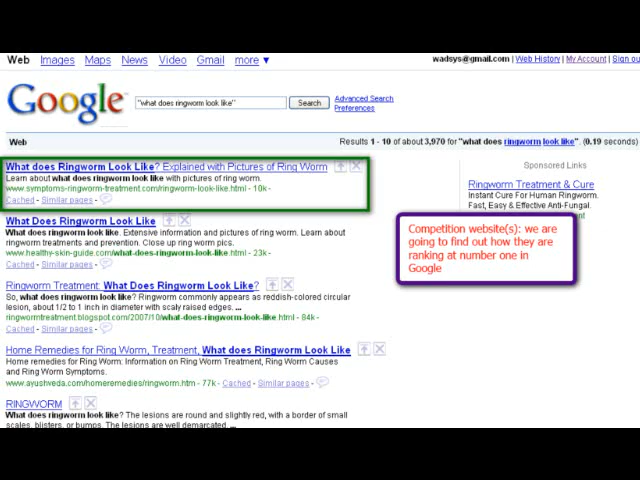 Web Images Maps News Video Gmail more ▼
wadsys@gmail.com | Web History | My Account | Sign ou
Google
"what does ringworm look like"
Search
Advanced Search
Preferences
Web
Results 1 - 10 of about 3,970 for "what does ringworm look like". (0.19 seconds)
What does Ringworm Look Like? Explained with Pictures of Ring Worm
Learn about what does ringworm look like with pictures of ring worm.
www.symptoms-ringworm-treatment.com/ringworm-look-like.html - 10k -
Cached - Similar pages -
What Does Ringworm Look Like
What does ringworm look like. Extensive information and pictures of ring worm. Learn about
ringworm treatments and prevention. Close up ring worm pics.
www.healthy-skin-guide.com/what-does-ringworm-look-like.html - 23k -
Cached - Similar pages -
Ringworm Treatment: What Does Ringworm Look Like?
So, what does ringworm look like? Ringworm commonly appears as reddish-colored circular
lesion, about 1/2 to 1 inch in diameter with scaly raised edges. ...
ringwormtreatment.blogspot.com/2007/10/what-does-ringworm-look-like.html - 84k -
Cached - Similar pages -
Home Remedies for Ring Worm, Treatment, What does Ringworm Look Like
Home remedies for Ring Worm: Information on Ring Worm Treatment, Ring Worm Causes
and Ring Worm Symptoms.
www.ayushveda.com/homeremedies/ringworm.htm - 77k - Cached - Similar pages -
RINGWORM
What does ringworm look like? The lesions are round and slightly red, with a border of small
scales, blisters, or bumps. The lesions are well demarcated. ...
Sponsored Links
Ringworm Treatment & Cure
Instant Cure For Human Ringworm.
Fast, Easy & Effective Anti-Fungal.
Competition website(s): we are
going to find out how they are
ranking at number one in
Google